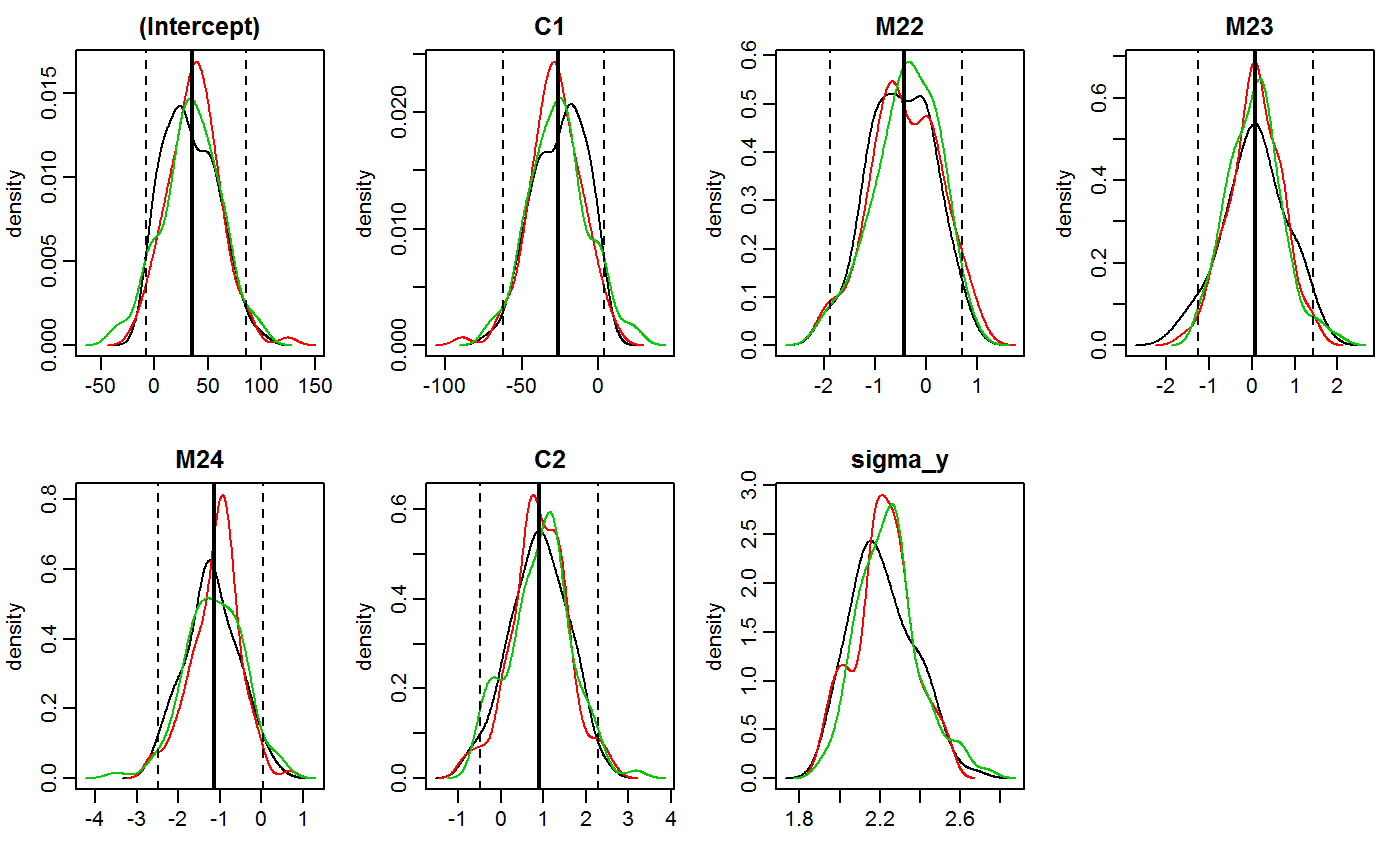 (Intercept)
density
0.000 0.005 0.010 0.015
-50 0 50 100 150
C1
density
0.000 0.010 0.020
-100 -50 0
M22
density
0.0 0.1 0.2 0.3 0.4 0.5 0.6
-2 -1 0 1
M23
density
0.0 0.2 0.4 0.6
-2 -1 0 1 2
M24
density
0.0 0.2 0.4 0.6 0.8
-4 -3 -2 -1 0 1
C2
density
0.0 0.2 0.4 0.6
-1 0 1 2 3 4
sigma_y
density
0.0 0.5 1.0 1.5 2.0 2.5 3.0
1.8 2.2 2.6